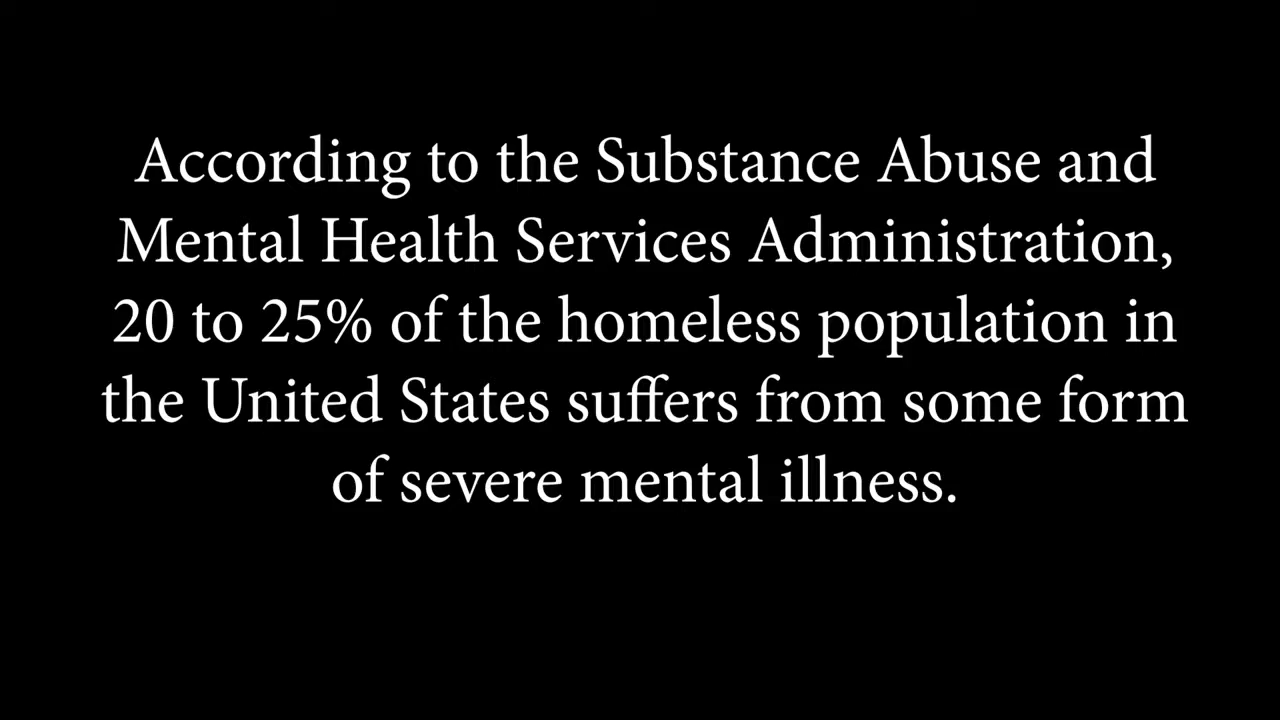 According to the Substance Abuse and
Mental Health Services Administration,
20 to 25% of the homeless population in
the United States suffers from some form
of severe mental illness.